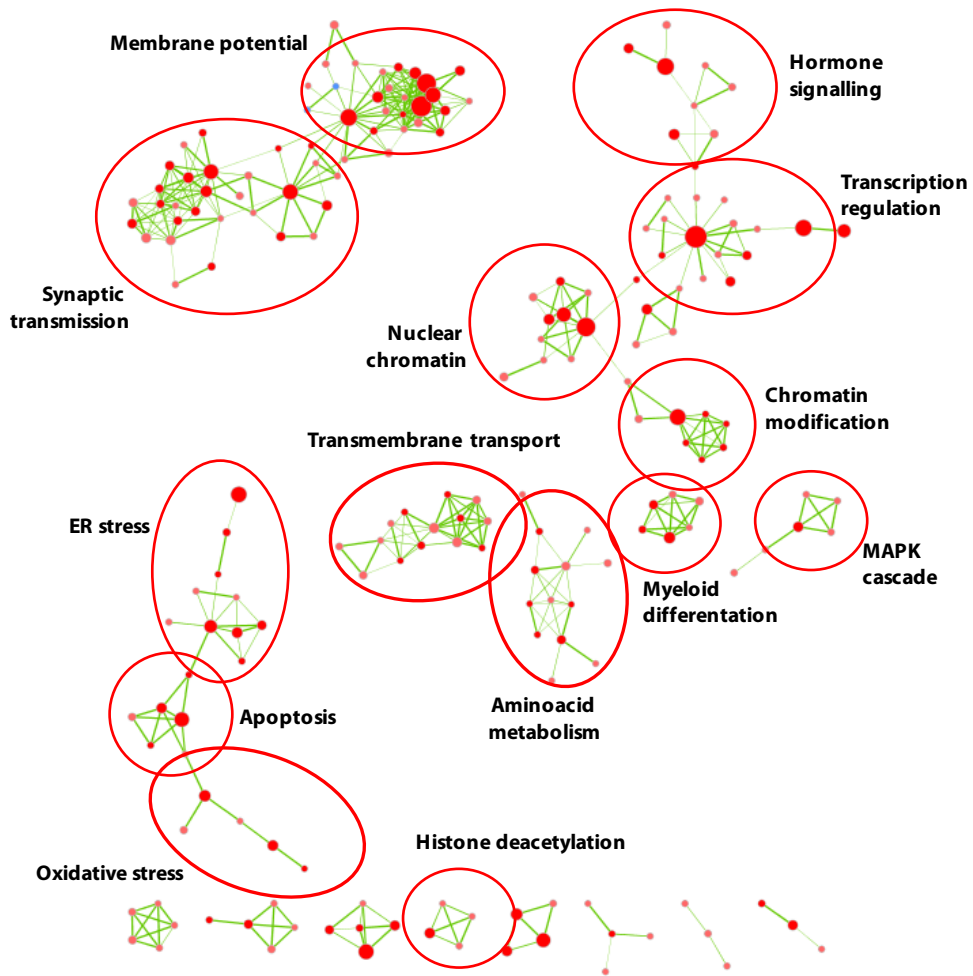 Membrane potential
Hormone
signalling
Transcription
regulation
Synaptic
transmission
Nuclear
chromatin
Chromatin
modification
Transmembrane transport
ER stress
MAPK
cascade
Myeloid
differentation
Aminoacid
metabolism
Apoptosis
Histone deacetylation
Oxidative stress